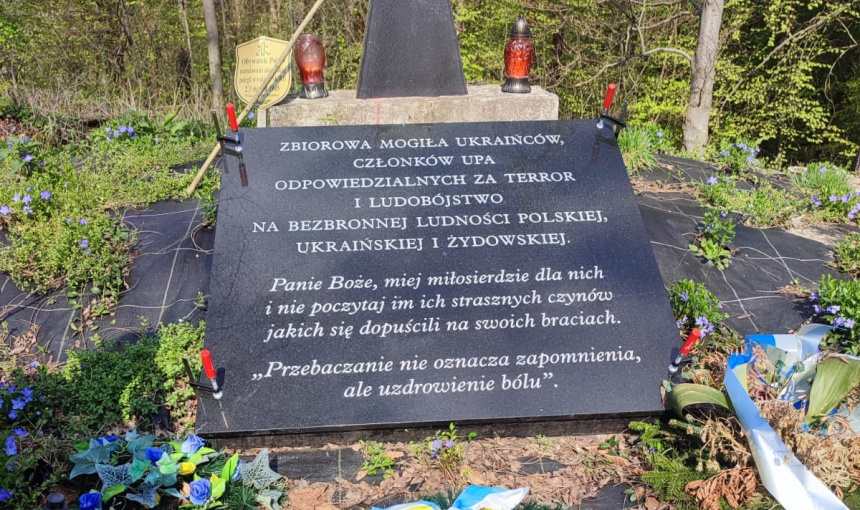 Obywatele
ZBIOROWA MOGIŁA UKRAIŃCÓW,
CZŁONKÓW UPA
ODPOWIEDZIALNYCH ZA TERROR
I LUDOBÓJSTWO
NA BEZBRONNEJ LUDNOŚCI POLSKIEJ,
UKRAIŃSKIEJ I ŻYDOWSKIEJ.
Panie Boże, miej miłosierdzie dla nich
i nie poczytaj im ich strasznych czynów
jakich się dopuścili na swoich braciach.
„Przebaczanie nie oznacza zapomnienia,
ale uzdrowienie bólu”.